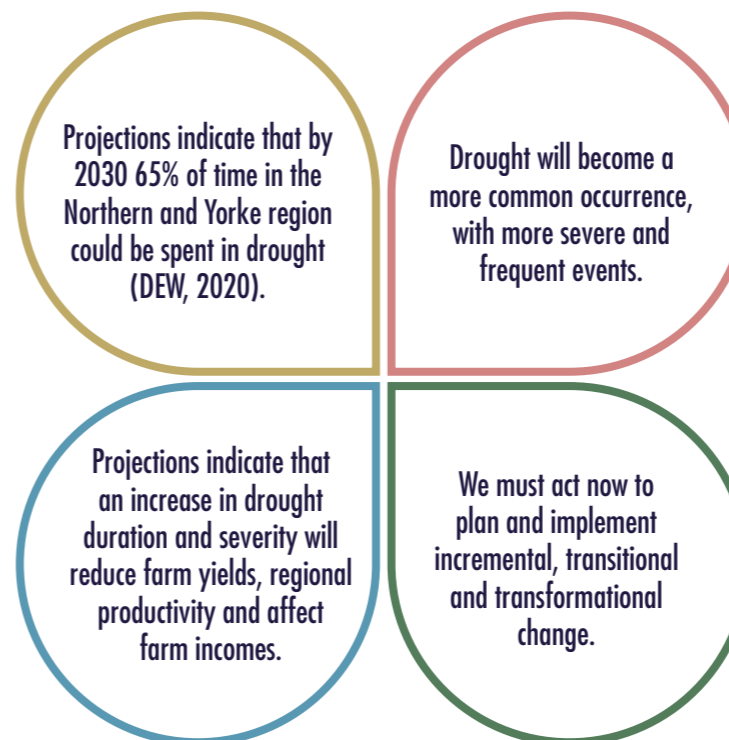 Projections indicate that by
2030 65% of time in the
Northern and Yorke region
could be spent in drought
(DEW, 2020).
Drought will become a
more common occurrence,
with more severe and
frequent events.
Projections indicate that
an increase in drought
duration and severity will
reduce farm yields, regional
productivity and affect
farm incomes.
We must act now to
plan and implement
incremental, transitional
and transformational
change.